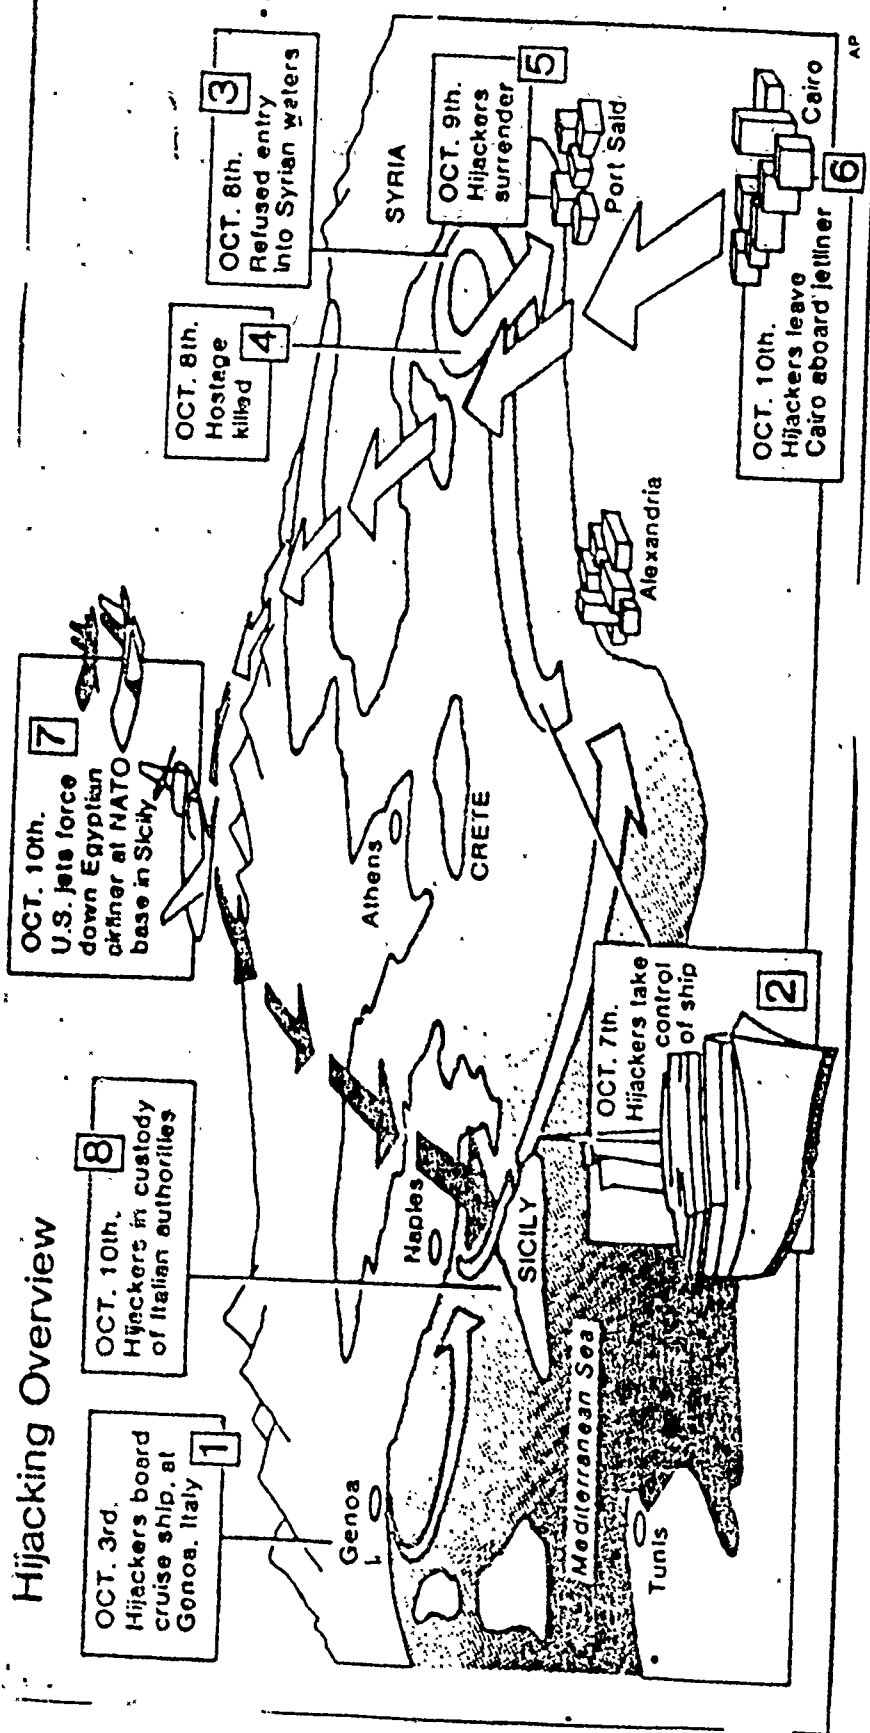 Hijacking Overview
OCT. 3rd.
Hijackers board
cruise ship, at
Genoa, Italy
1
OCT. 7th.
Hijackers take
control
of ship
2
OCT. 8th.
Refused entry
into Syrian waters
3
OCT. 8th.
Hostage
killed
4
OCT. 9th.
Hijackers
surrender
5
OCT. 10th.
Hijackers leave
Cairo aboard jetliner
6
OCT. 10th.
U.S. jets force
down Egyptian
airliner at NATO
base in Sicily
7
OCT. 10th.
Hijackers in custody
of Italian authorities
8
Genoa
Naples
SICILY
Mediterranean Sea
Tunis
Athens
CRETE
Alexandria
SYRIA
Port Said
Cairo
AP